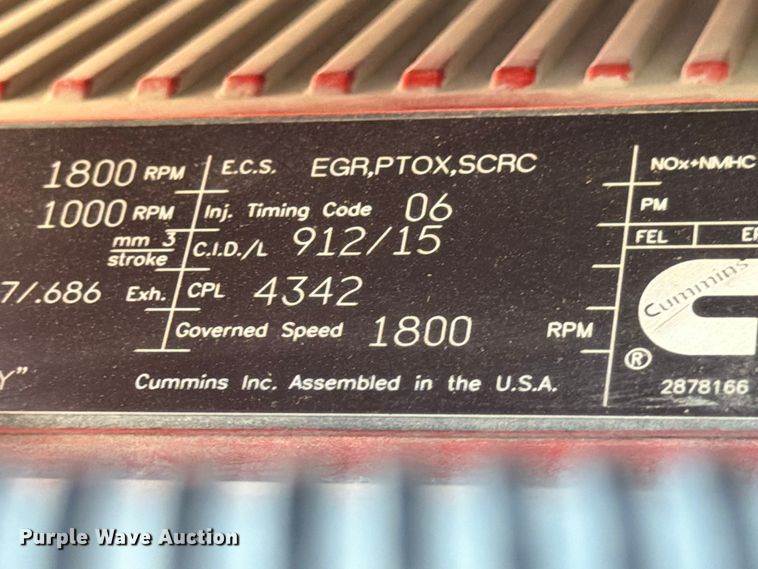 1800 RPM E.C.S. EGR,PTOX,SCRC NOx+NMHC
1000 RPM Inj. Timing Code 06 PM
mm 3
stroke C.I.D./L 912/15 FEL
7/.686 Exh. CPL 4342 Cummins
Governed Speed 1800 RPM
®
Y" Cummins Inc. Assembled in the U.S.A. 2878166
Purple Wave Auction